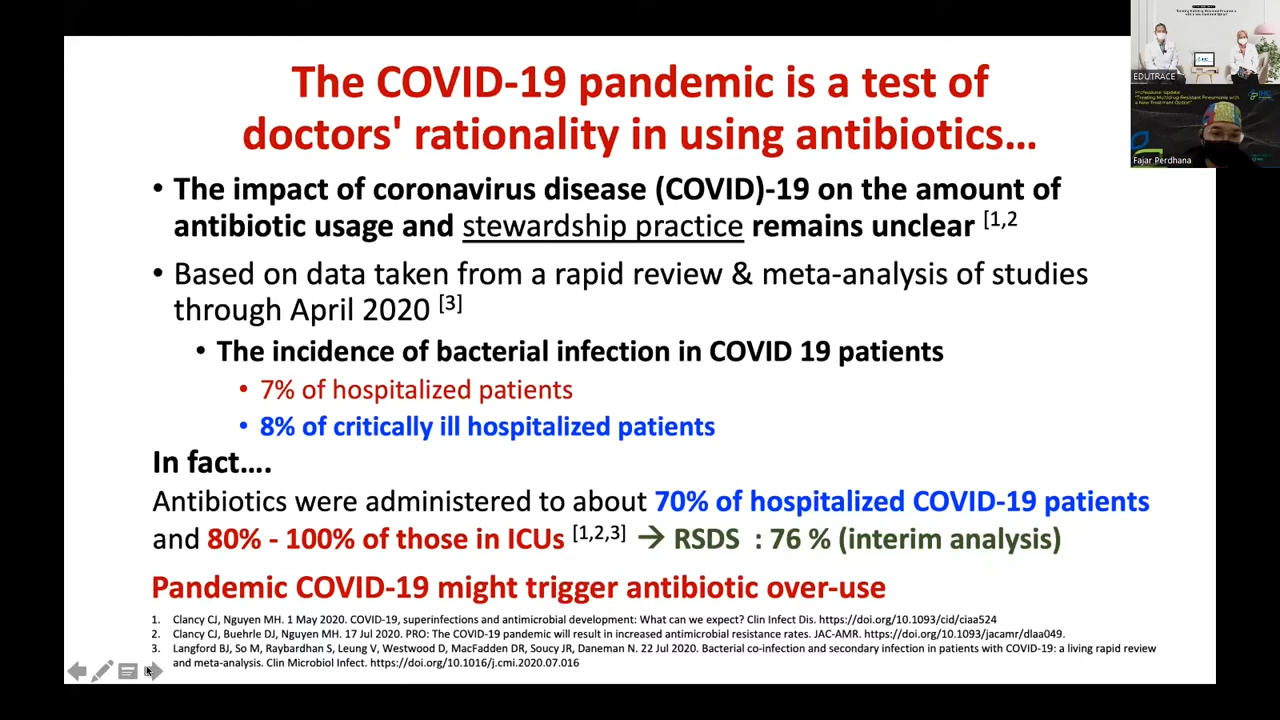 The COVID-19 pandemic is a test of
doctors' rationality in using antibiotics…
• The impact of coronavirus disease (COVID)-19 on the amount of
antibiotic usage and stewardship practice remains unclear [1,2
• Based on data taken from a rapid review & meta-analysis of studies
through April 2020 [3]
• The incidence of bacterial infection in COVID 19 patients
• 7% of hospitalized patients
• 8% of critically ill hospitalized patients
In fact….
Antibiotics were administered to about 70% of hospitalized COVID-19 patients
and 80% - 100% of those in ICUs [1,2,3] → RSDS : 76 % (interim analysis)
Pandemic COVID-19 might trigger antibiotic over-use
1. Clancy CJ, Nguyen MH. 1 May 2020. COVID-19, superinfections and antimicrobial development: What can we expect? Clin Infect Dis. https://doi.org/10.1093/cid/ciaa524
2. Clancy CJ, Buehrle DJ, Nguyen MH. 17 Jul 2020. PRO: The COVID-19 pandemic will result in increased antimicrobial resistance rates. JAC-AMR. https://doi.org/10.1093/jacamr/dlaa049.
3. Langford BJ, So M, Raybardhan S, Leung V, Westwood D, MacFadden DR, Soucy JR, Daneman N. 22 Jul 2020. Bacterial co-infection and secondary infection in patients with COVID-19: a living rapid review
and meta-analysis. Clin Microbiol Infect. https://doi.org/10.1016/j.cmi.2020.07.016
EDUTRACE
Professional Update
"Treating Multidrug-Resistant Pneumonia with
a New Treatment Option"
Fajar Perdhana